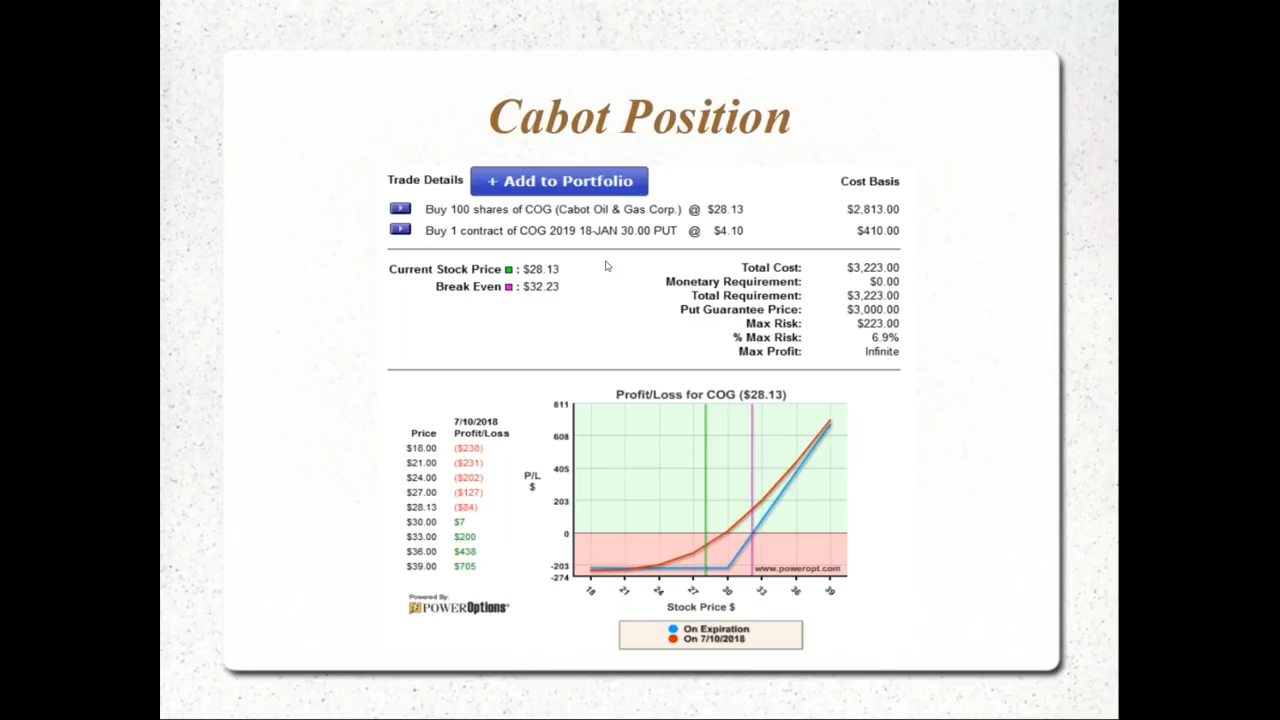 Cabot Position
Trade Details + Add to Portfolio Cost Basis
Buy 100 shares of COG (Cabot Oil & Gas Corp.) @ $28.13 $2,813.00
Buy 1 contract of COG 2019 18-JAN 30.00 PUT @ $4.10 $410.00
Current Stock Price : $28.13
Break Even : $32.23
Total Cost: $3,223.00
Monetary Requirement: $0.00
Total Requirement: $3,223.00
Put Guarantee Price: $3,000.00
Max Risk: $223.00
% Max Risk: 6.9%
Max Profit: Infinite
7/10/2018
Price Profit/Loss
$18.00 ($238)
$21.00 ($231)
$24.00 ($202)
$27.00 ($127)
$28.13 ($84)
$30.00 $7
$33.00 $200
$36.00 $438
$39.00 $705
Powered By:
POWEROptions®
Profit/Loss for COG ($28.13)
811
608
405
203
0
-203
-274
P/L
$
www.poweropt.com
18 21 24 27 30 33 36 39
Stock Price $
On Expiration
On 7/10/2018